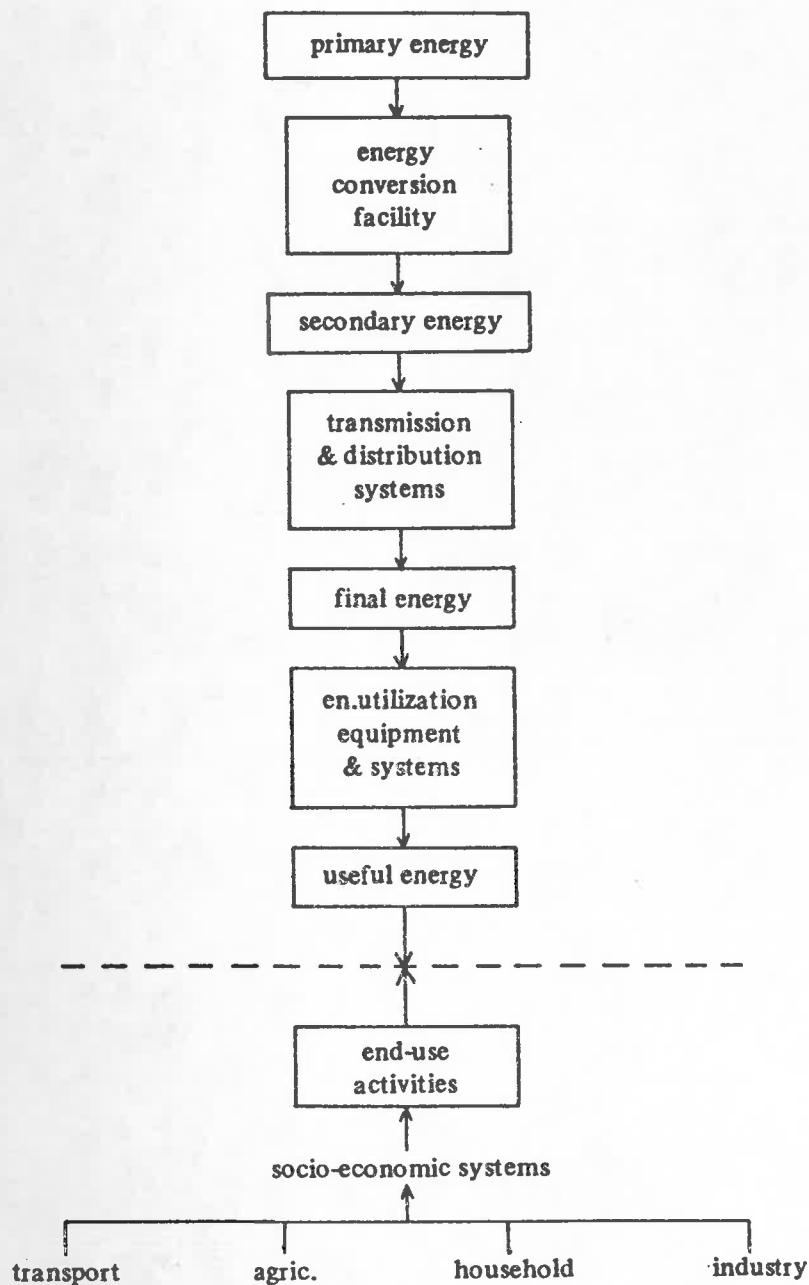 primary energy
energy
conversion
facility
secondary energy
transmission
& distribution
systems
final energy
en.utilization
equipment
& systems
useful energy
end-use
activities
socio-economic systems
transport agric. household industry